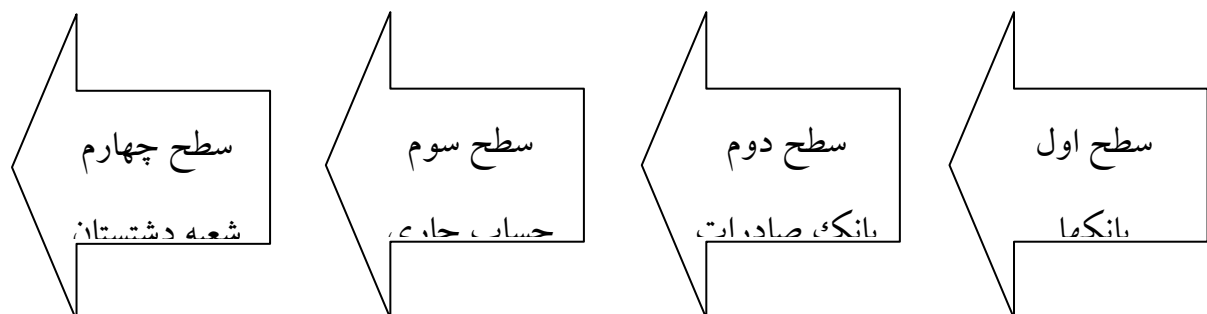 سطح اول
بانکها
سطح دوم
بانک صادرات
سطح سوم
حساب جاری
سطح چهارم
شعبه دشتستان